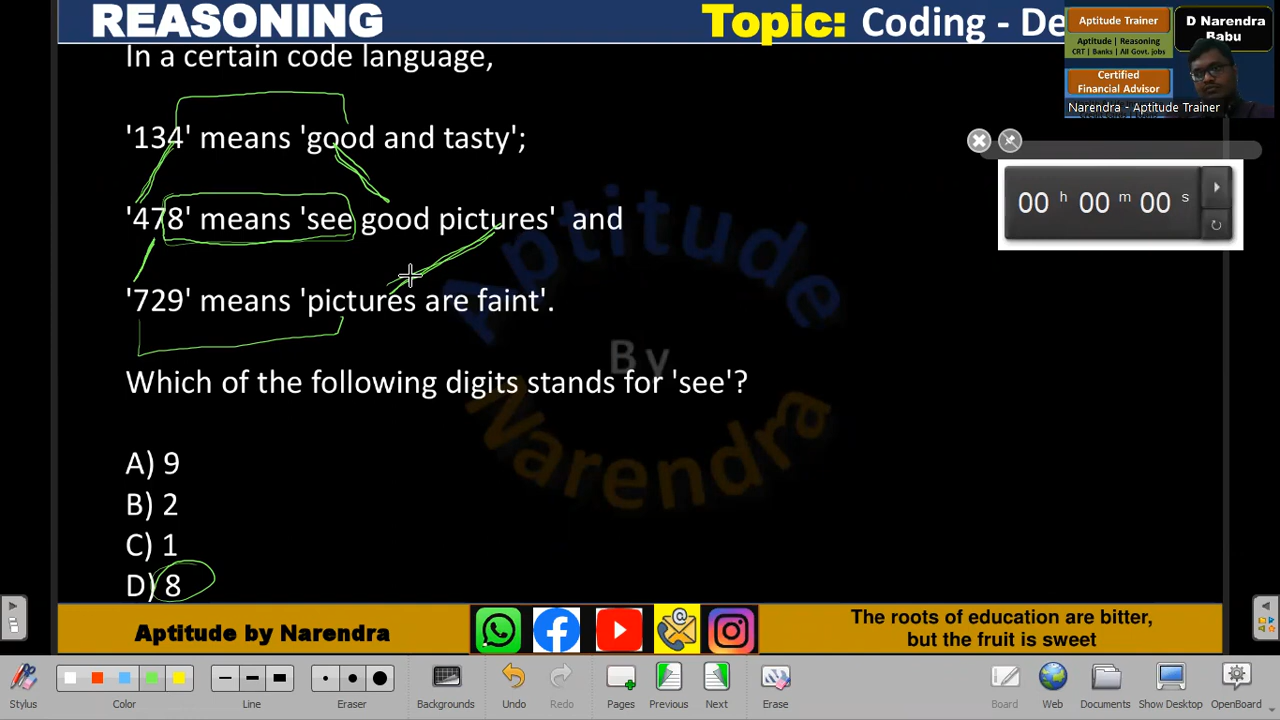 REASONING
Topic: Coding - De
Aptitude Trainer
D Narendra
Babu
Aptitude | Reasoning
CRT | Banks | All Govt. jobs
Certified
Financial Advisor
Narendra - Aptitude Trainer
In a certain code language,
'134' means 'good and tasty';
'478' means 'see good pictures' and
00 h 00 m 00 s
'729' means 'pictures are faint'.
Which of the following digits stands for 'see'?
A) 9
B) 2
C) 1
D) 8
Aptitude
By
Narendra
Aptitude by Narendra
The roots of education are bitter,
but the fruit is sweet
Stylus
Color
Line
Eraser
Backgrounds
Undo
Redo
Pages
Previous
Next
Erase
Board
Web
Documents
Show Desktop
OpenBoard